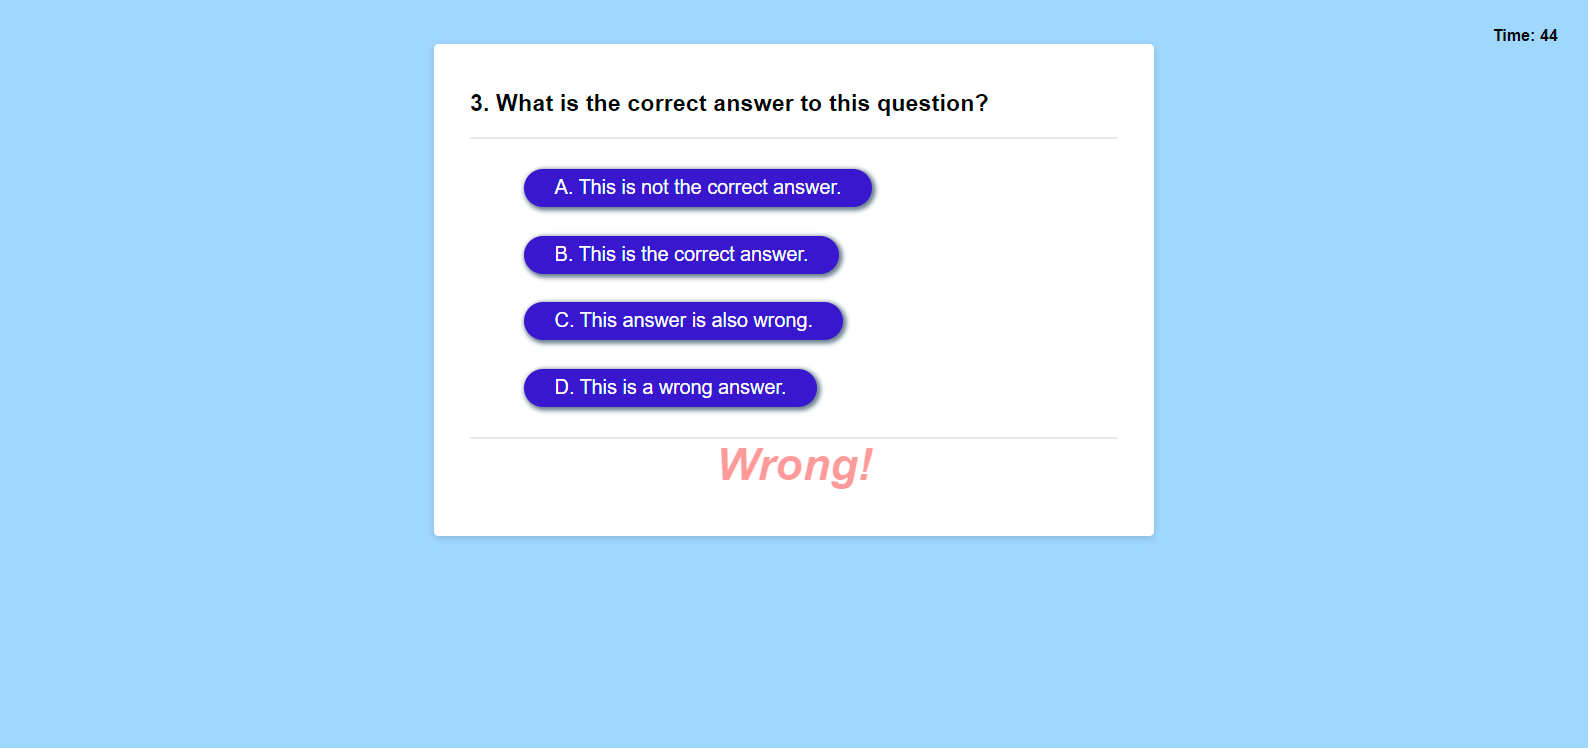 Time: 44
3. What is the correct answer to this question?
A. This is not the correct answer.
B. This is the correct answer.
C. This answer is also wrong.
D. This is a wrong answer.
Wrong!